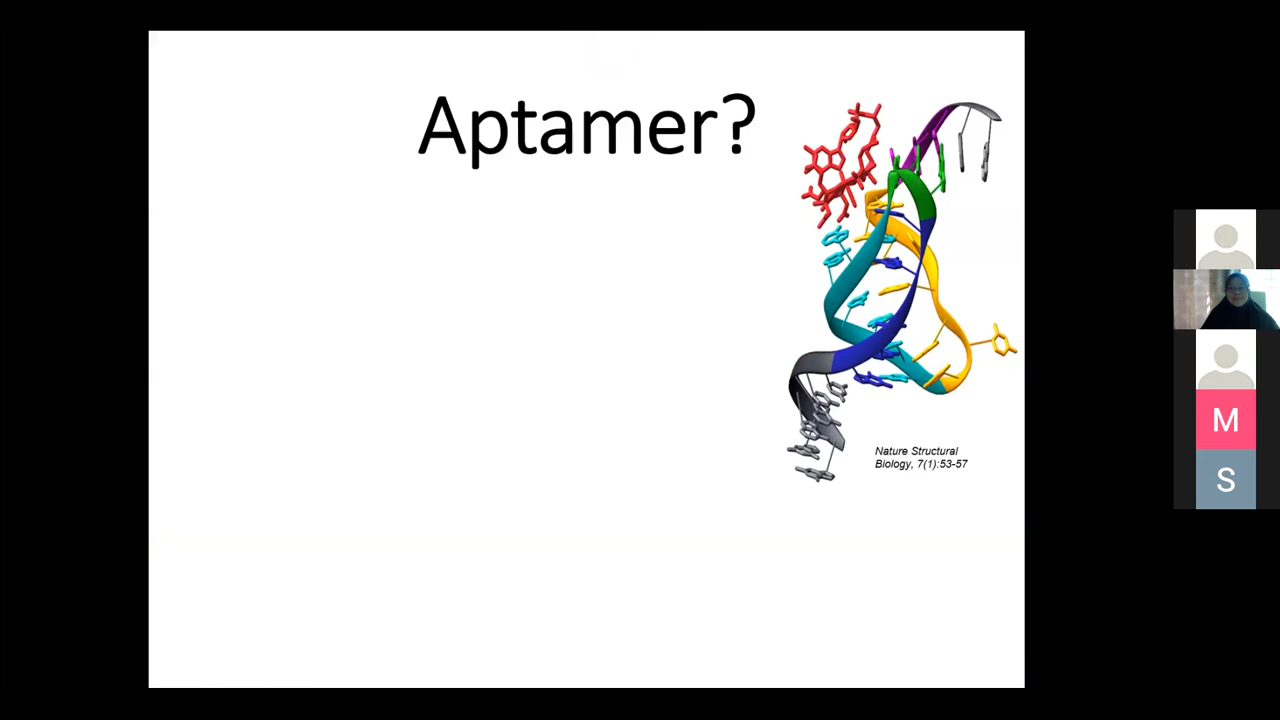 Aptamer?
Nature Structural
Biology, 7(1):53-57
M
S